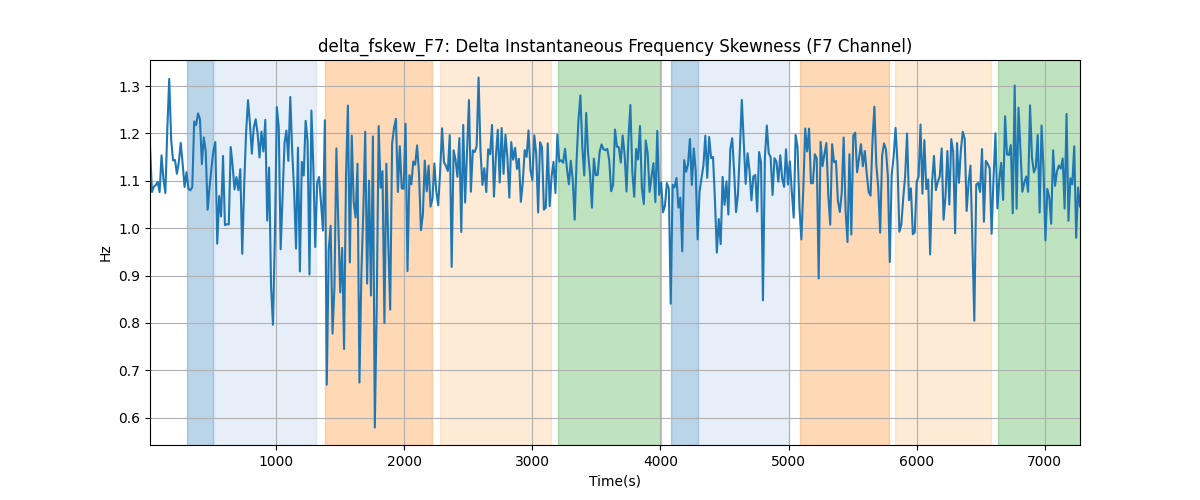 delta_fskew_F7: Delta Instantaneous Frequency Skewness (F7 Channel)
Hz
1.3
1.2
1.1
1.0
0.9
0.8
0.7
0.6
1000 2000 3000 4000 5000 6000 7000
Time(s)